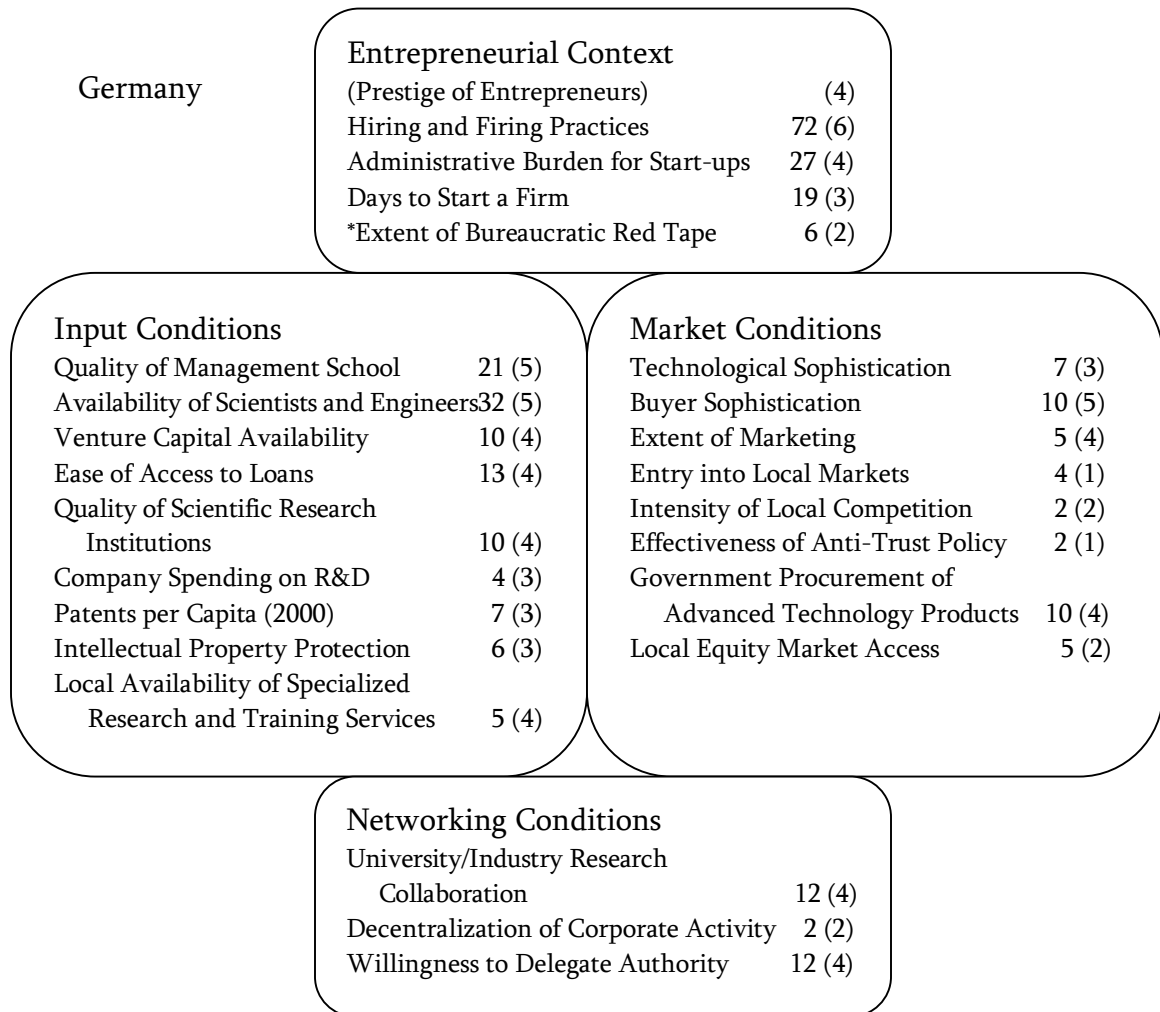 Germany
Entrepreneurial Context
(Prestige of Entrepreneurs) (4)
Hiring and Firing Practices 72 (6)
Administrative Burden for Start-ups 27 (4)
Days to Start a Firm 19 (3)
*Extent of Bureaucratic Red Tape 6 (2)
Input Conditions
Quality of Management School 21 (5)
Availability of Scientists and Engineers32 (5)
Venture Capital Availability 10 (4)
Ease of Access to Loans 13 (4)
Quality of Scientific Research
Institutions 10 (4)
Company Spending on R&D 4 (3)
Patents per Capita (2000) 7 (3)
Intellectual Property Protection 6 (3)
Local Availability of Specialized
Research and Training Services 5 (4)
Market Conditions
Technological Sophistication 7 (3)
Buyer Sophistication 10 (5)
Extent of Marketing 5 (4)
Entry into Local Markets 4 (1)
Intensity of Local Competition 2 (2)
Effectiveness of Anti-Trust Policy 2 (1)
Government Procurement of
Advanced Technology Products 10 (4)
Local Equity Market Access 5 (2)
Networking Conditions
University/Industry Research
Collaboration 12 (4)
Decentralization of Corporate Activity 2 (2)
Willingness to Delegate Authority 12 (4)